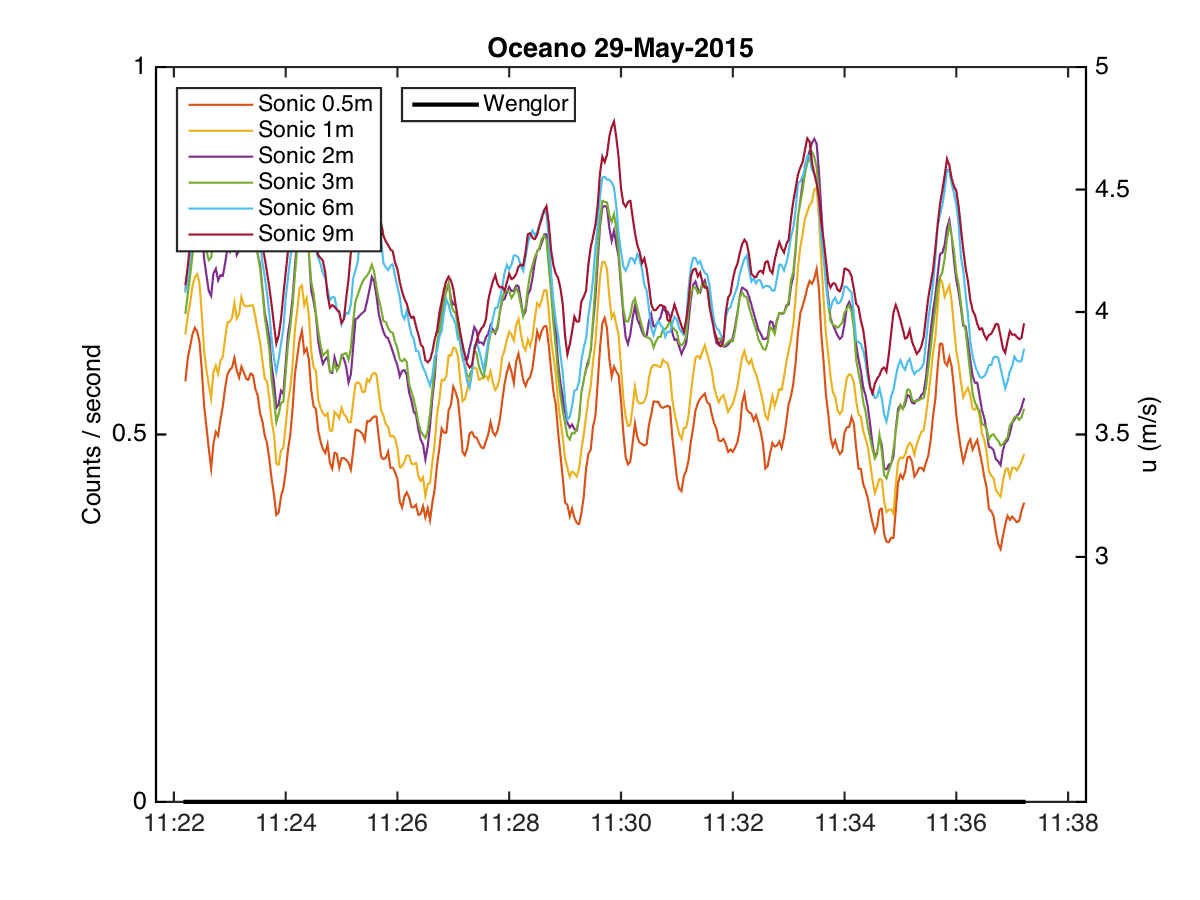 Oceano 29-May-2015
1
5
Sonic 0.5m
Wenglor
Sonic 1m
Sonic 2m
Sonic 3m
4.5
Sonic 6m
Sonic 9m
4
Counts / second
0.5
3.5
u (m/s)
3
0
11:22 11:24 11:26 11:28 11:30 11:32 11:34 11:36 11:38